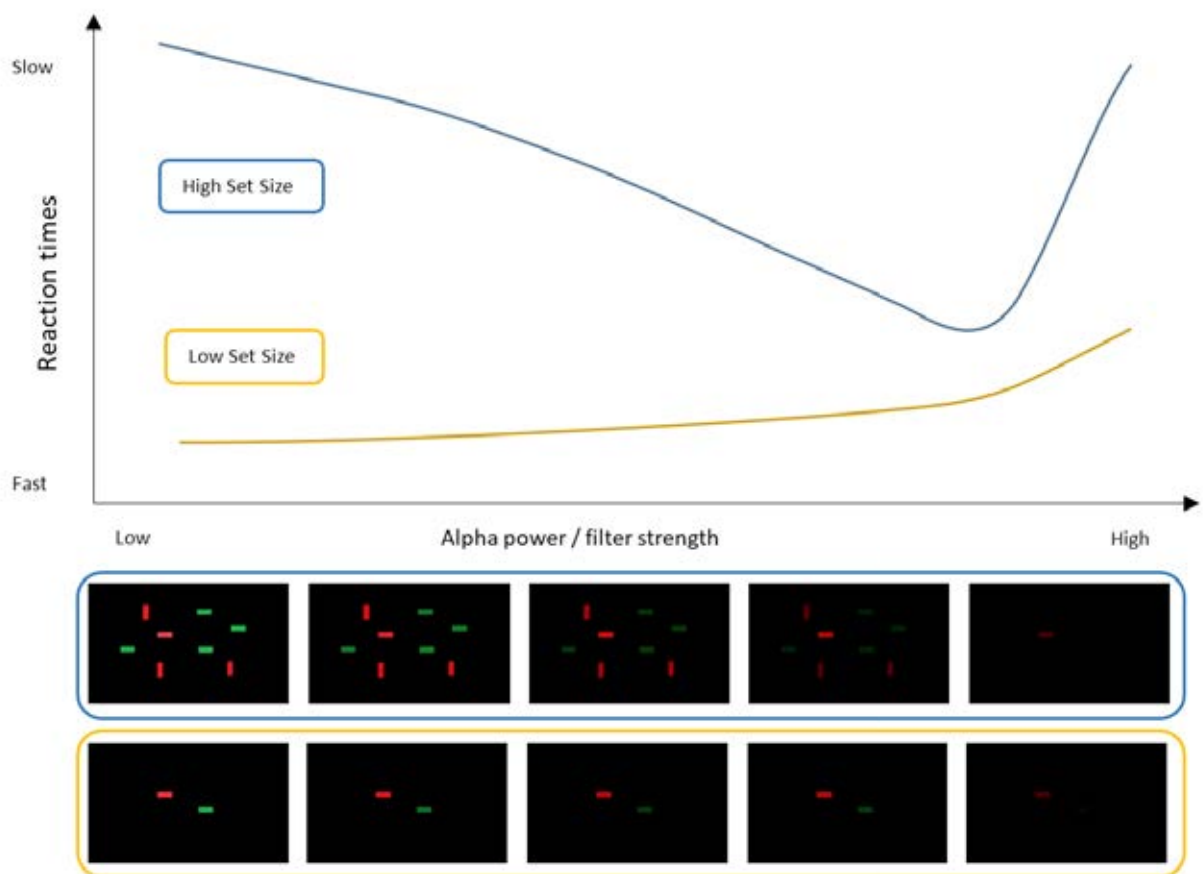 Slow
High Set Size
Reaction times
Low Set Size
Fast
Low
Alpha power / filter strength
High